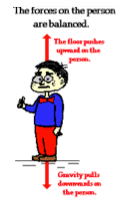 The forces on the person
are balanced.
The floor pushes
upward on the
person.
Gravity pulls
downwards on
the person.